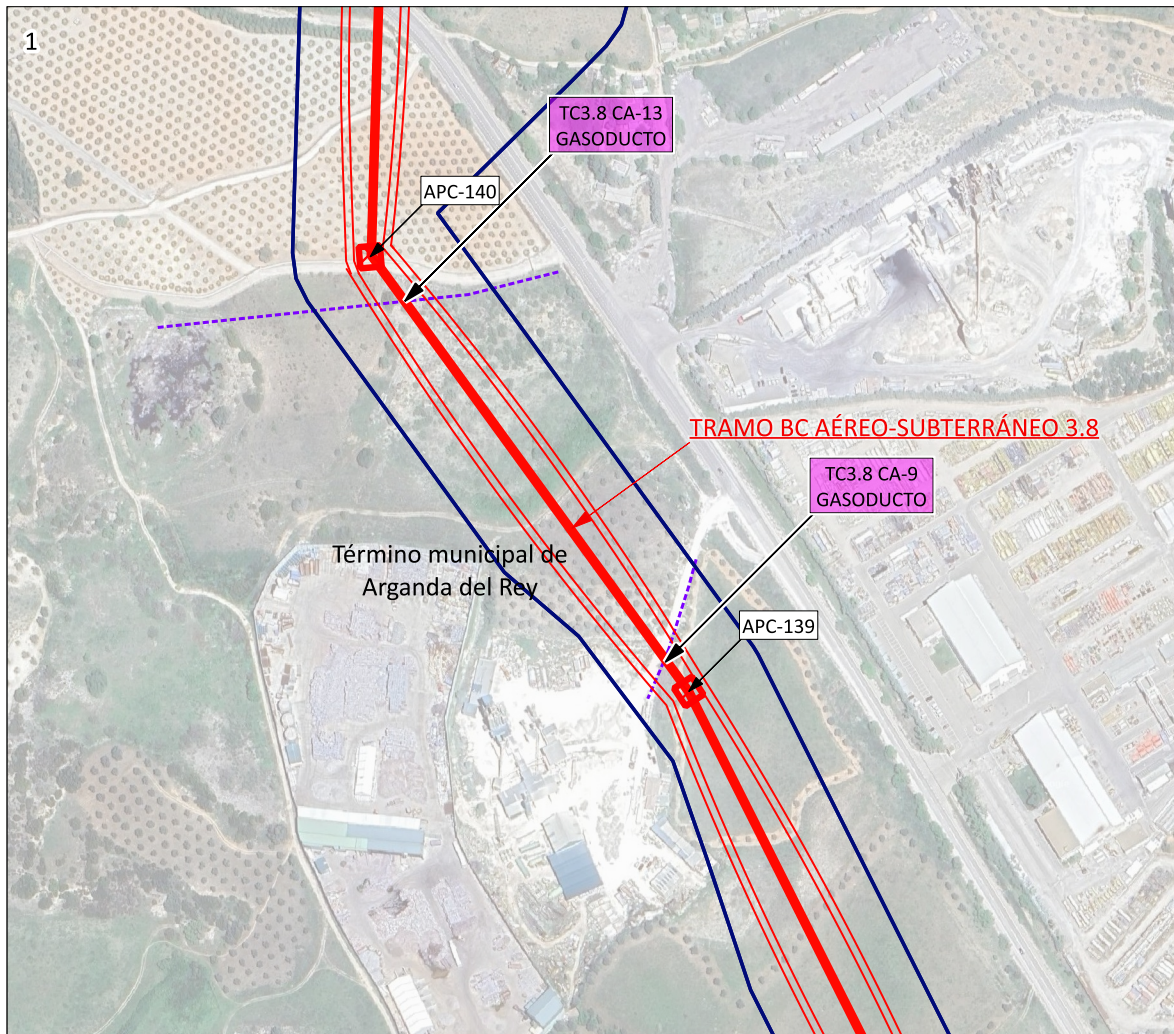 1
TC3.8 CA-13
GASODUCTO
APC-140
TRAMO BC AÉREO-SUBTERRÁNEO 3.8
TC3.8 CA-9
GASODUCTO
Término municipal de
Arganda del Rey
APC-139